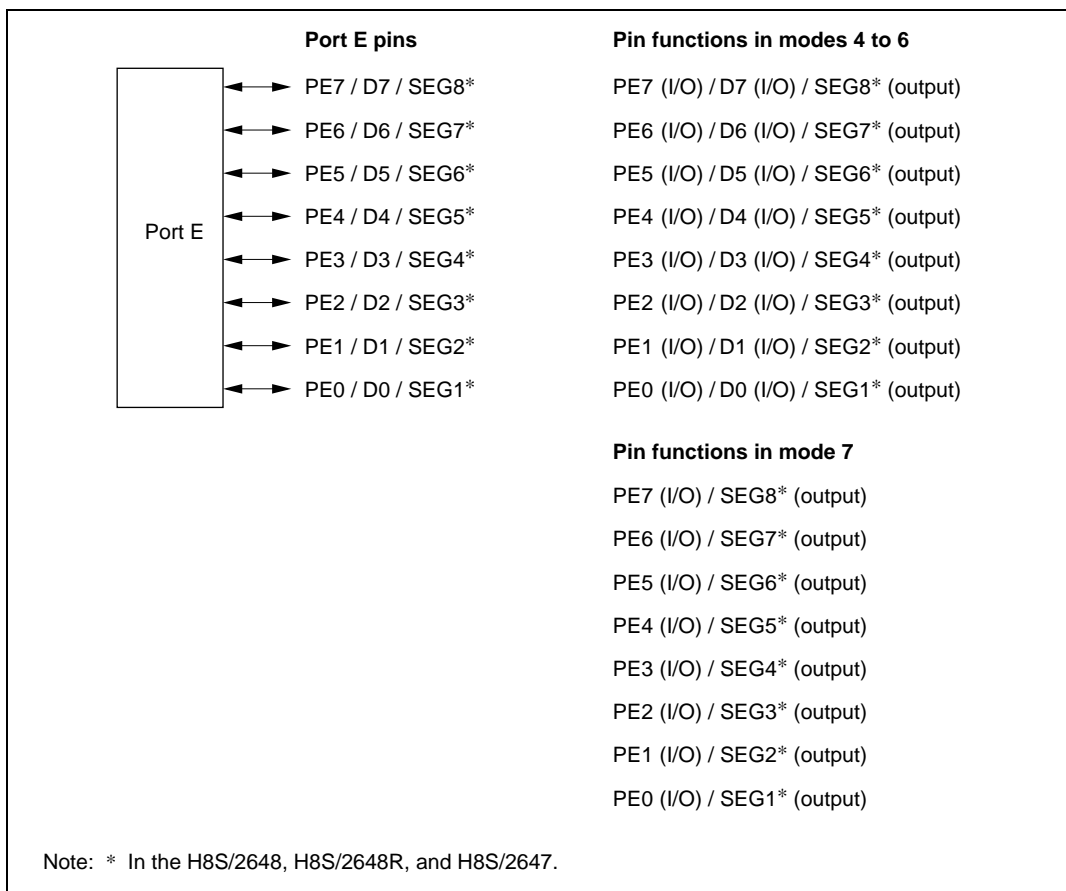 Port E pins Pin functions in modes 4 to 6
PE7 / D7 / SEG8* PE7 (I/O) / D7 (I/O) / SEG8* (output)
PE6 / D6 / SEG7* PE6 (I/O) / D6 (I/O) / SEG7* (output)
PE5 / D5 / SEG6* PE5 (I/O) / D5 (I/O) / SEG6* (output)
PE4 / D4 / SEG5* PE4 (I/O) / D4 (I/O) / SEG5* (output)
Port E
PE3 / D3 / SEG4* PE3 (I/O) / D3 (I/O) / SEG4* (output)
PE2 / D2 / SEG3* PE2 (I/O) / D2 (I/O) / SEG3* (output)
PE1 / D1 / SEG2* PE1 (I/O) / D1 (I/O) / SEG2* (output)
PE0 / D0 / SEG1* PE0 (I/O) / D0 (I/O) / SEG1* (output)
Pin functions in mode 7
PE7 (I/O) / SEG8* (output)
PE6 (I/O) / SEG7* (output)
PE5 (I/O) / SEG6* (output)
PE4 (I/O) / SEG5* (output)
PE3 (I/O) / SEG4* (output)
PE2 (I/O) / SEG3* (output)
PE1 (I/O) / SEG2* (output)
PE0 (I/O) / SEG1* (output)
Note: * In the H8S/2648, H8S/2648R, and H8S/2647.